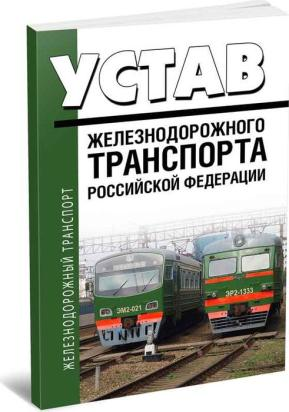 УСТАВ
ЖЕЛЕЗНОДОРОЖНОГО
ТРАНСПОРТА
РОССИЙСКОЙ ФЕДЕРАЦИИ
ЖЕЛЕЗНОДОРОЖНЫЙ ТРАНСПОРТ
ЭМ2-021
ЭР2-1333